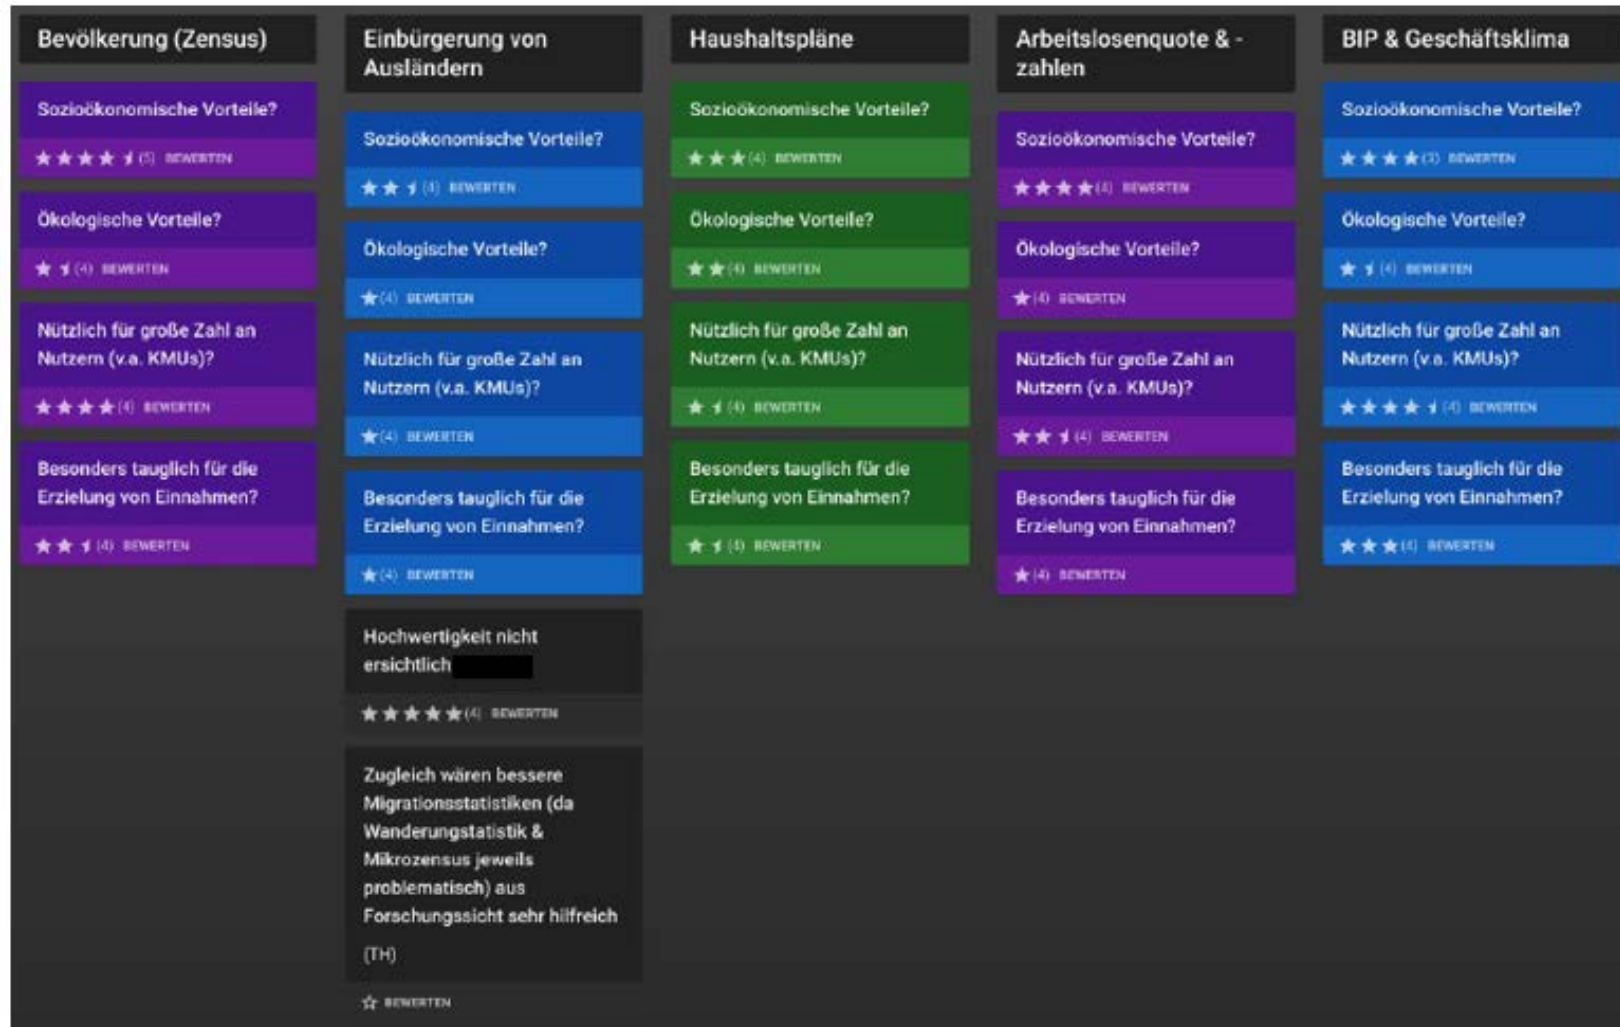 Bevölkerung (Zensus)
Sozioökonomische Vorteile?
(5) BEWERTEN
Ökologische Vorteile?
(4) BEWERTEN
Nützlich für große Zahl an
Nutzern (v.a. KMUs)?
(4) BEWERTEN
Besonders tauglich für die
Erzielung von Einnahmen?
(4) BEWERTEN
Einbürgerung von
Ausländern
Sozioökonomische Vorteile?
(4) BEWERTEN
Ökologische Vorteile?
(4) BEWERTEN
Nützlich für große Zahl an
Nutzern (v.a. KMUs)?
(4) BEWERTEN
Besonders tauglich für die
Erzielung von Einnahmen?
(4) BEWERTEN
Hochwertigkeit nicht
ersichtlich
(4) BEWERTEN
Zugleich wären bessere
Migrationsstatistiken (da
Wanderungstatistik &
Mikrozensus jeweils
problematisch) aus
Forschungssicht sehr hilfreich
(TH)
BEWERTEN
Haushaltspläne
Sozioökonomische Vorteile?
(4) BEWERTEN
Ökologische Vorteile?
(4) BEWERTEN
Nützlich für große Zahl an
Nutzern (v.a. KMUs)?
(4) BEWERTEN
Besonders tauglich für die
Erzielung von Einnahmen?
(4) BEWERTEN
Arbeitslosenquote & -
zahlen
Sozioökonomische Vorteile?
(4) BEWERTEN
Ökologische Vorteile?
(4) BEWERTEN
Nützlich für große Zahl an
Nutzern (v.a. KMUs)?
(4) BEWERTEN
Besonders tauglich für die
Erzielung von Einnahmen?
(4) BEWERTEN
BIP & Geschäftsklima
Sozioökonomische Vorteile?
(3) BEWERTEN
Ökologische Vorteile?
(4) BEWERTEN
Nützlich für große Zahl an
Nutzern (v.a. KMUs)?
(4) BEWERTEN
Besonders tauglich für die
Erzielung von Einnahmen?
(4) BEWERTEN